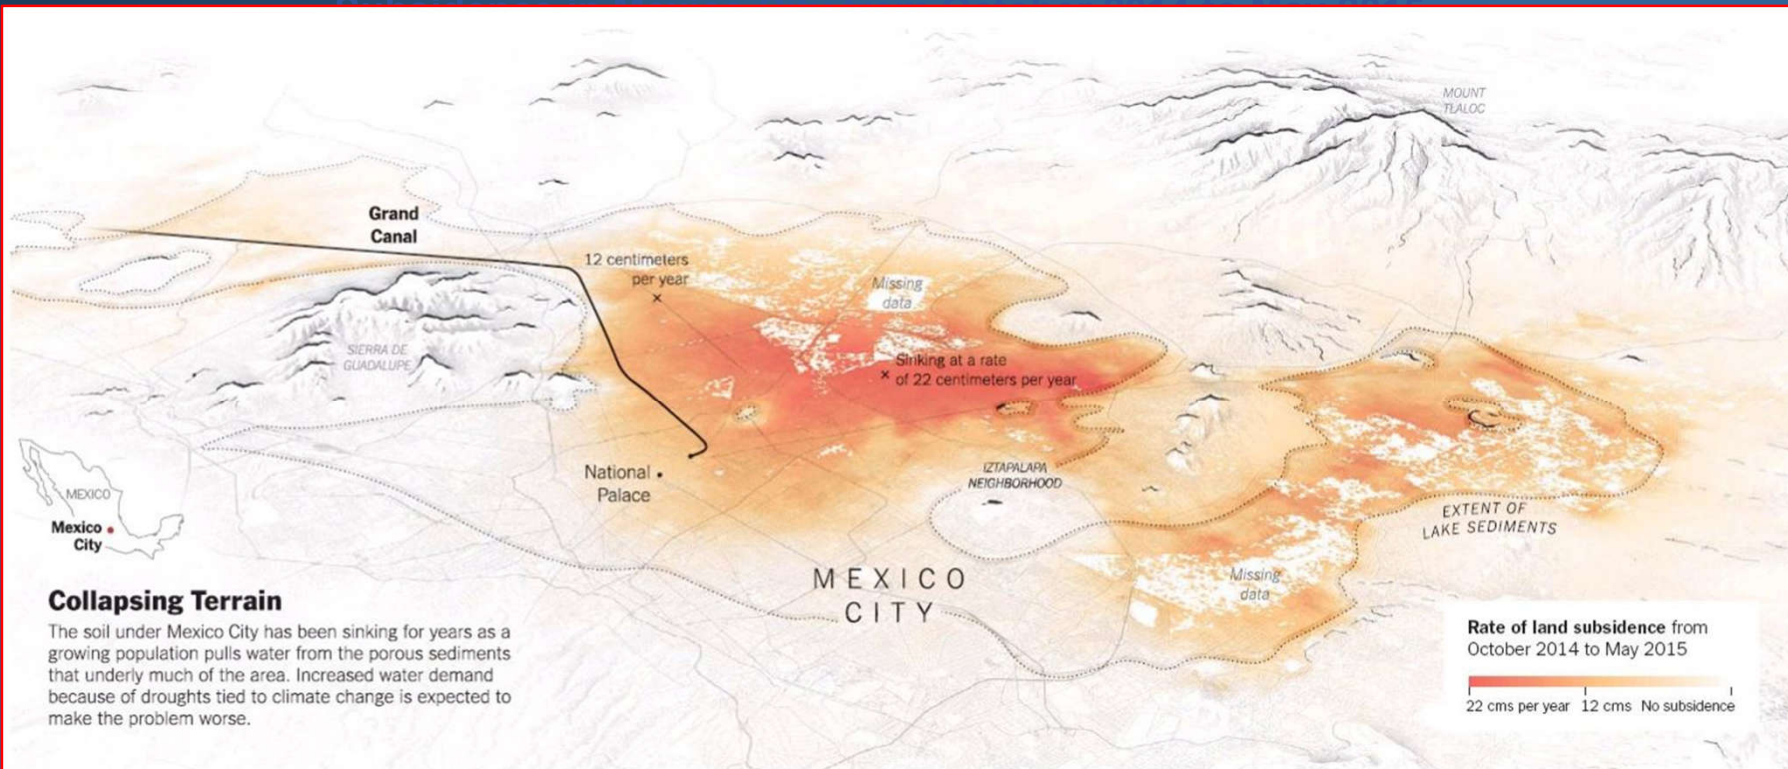 MOUNT
TLALOC
Grand
Canal
12 centimeters
per year
Missing
data
SIERRA DE
GUADALUPE
Sinking at a rate
of 22 centimeters per year
National
Palace
IZTAPALAPA
NEIGHBORHOOD
EXTENT OF
LAKE SEDIMENTS
MEXICO
Mexico
City
MEXICO
CITY
Missing
data
Collapsing Terrain
The soil under Mexico City has been sinking for years as a
growing population pulls water from the porous sediments
that underly much of the area. Increased water demand
because of droughts tied to climate change is expected to
make the problem worse.
Rate of land subsidence from
October 2014 to May 2015
22 cms per year 12 cms No subsidence